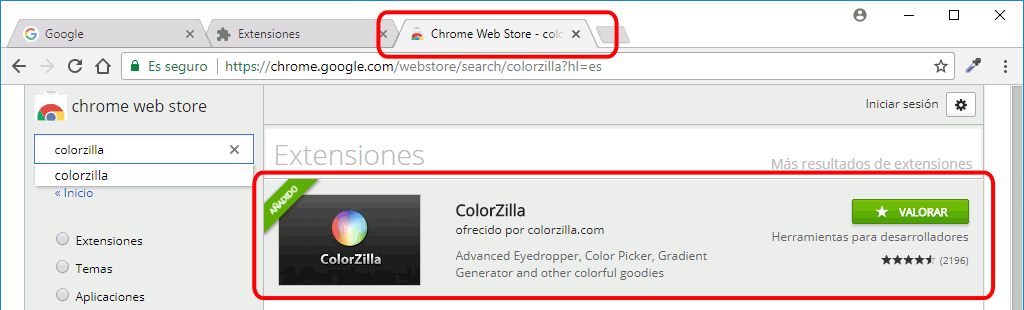 Google
Extensiones
Chrome Web Store - colo
Es seguro
https://chrome.google.com/webstore/search/colorzilla?hl=es
chrome web store
Iniciar sesión
colorzilla
colorzilla
« Inicio
Extensiones
Temas
Aplicaciones
Extensiones
Más resultados de extensiones
AÑADIDO
ColorZilla
ColorZilla
ofrecido por colorzilla.com
Advanced Eyedropper, Color Picker, Gradient
Generator and other colorful goodies
VALORAR
Herramientas para desarrolladores
(2196)